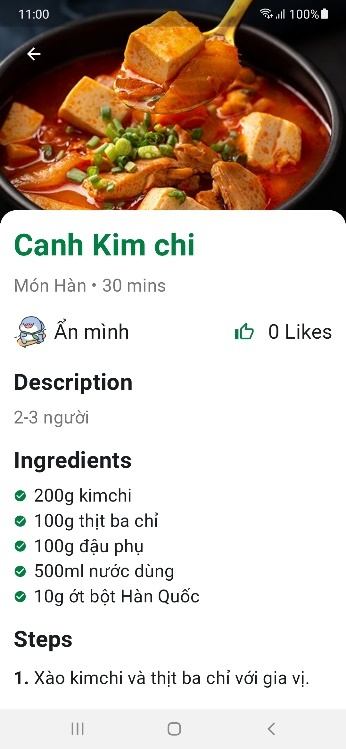 11:00
100%
Canh Kim chi
Món Hàn • 30 mins
Ẩn mình
0 Likes
Description
2-3 người
Ingredients
200g kimchi
100g thịt ba chỉ
100g đậu phụ
500ml nước dùng
10g ớt bột Hàn Quốc
Steps
1. Xào kimchi và thịt ba chỉ với gia vị.